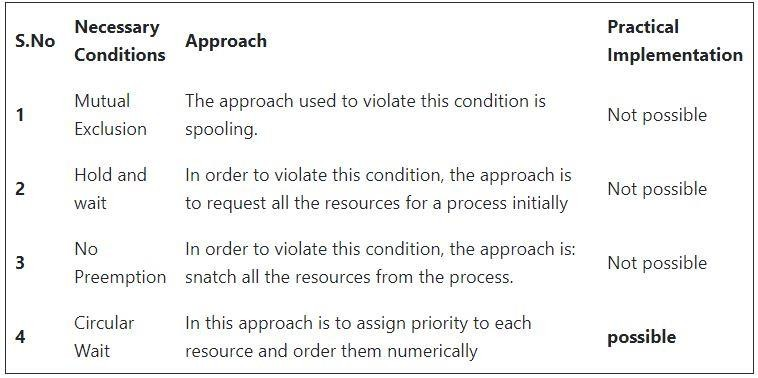 S.No Necessary Conditions Approach Practical Implementation
1 Mutual Exclusion The approach used to violate this condition is spooling. Not possible
2 Hold and wait In order to violate this condition, the approach is to request all the resources for a process initially Not possible
3 No Preemption In order to violate this condition, the approach is: snatch all the resources from the process. Not possible
4 Circular Wait In this approach is to assign priority to each resource and order them numerically possible